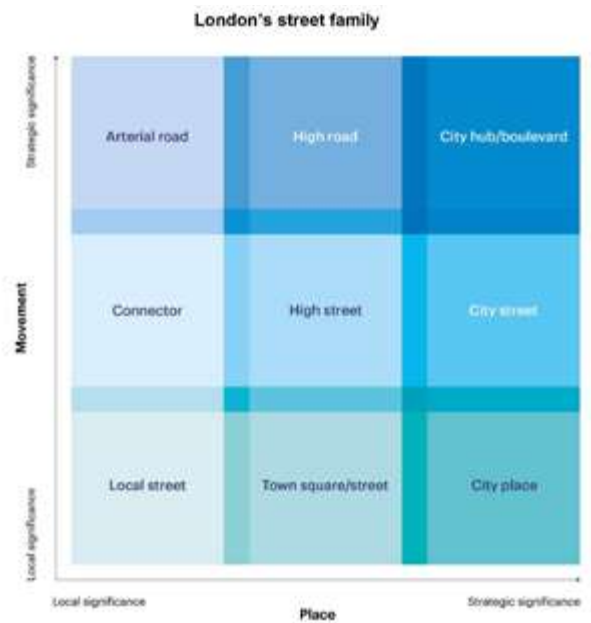 London's street family
Strategic significance
Arterial road
High road
City hub/boulevard
Movement
Connector
High street
City street
Local street
Town square/street
City place
Local significance
Local significance
Strategic significance
Place